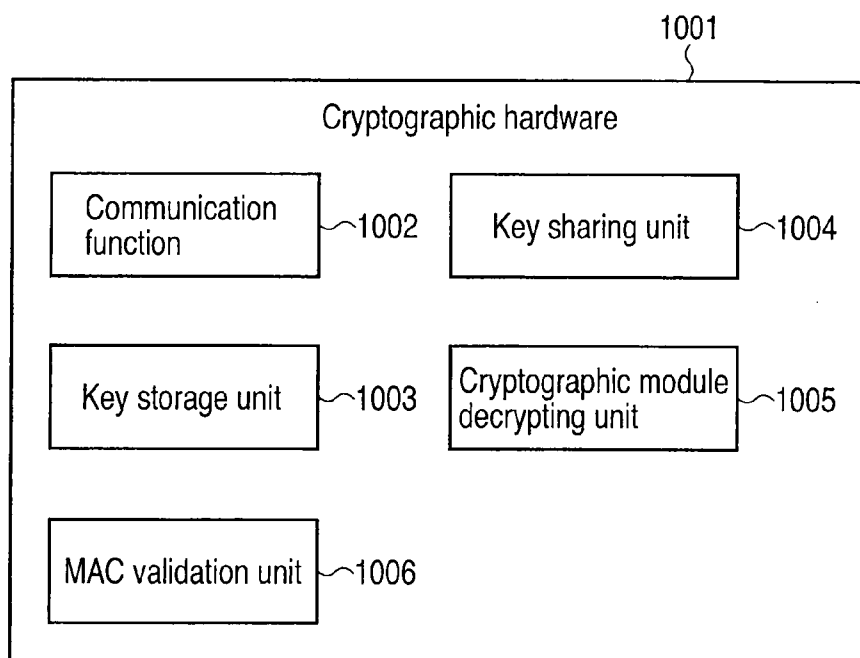 1001
Cryptographic hardware
Communication
function
1002
Key sharing unit
1004
Key storage unit
1003
Cryptographic module
decrypting unit
1005
MAC validation unit
1006